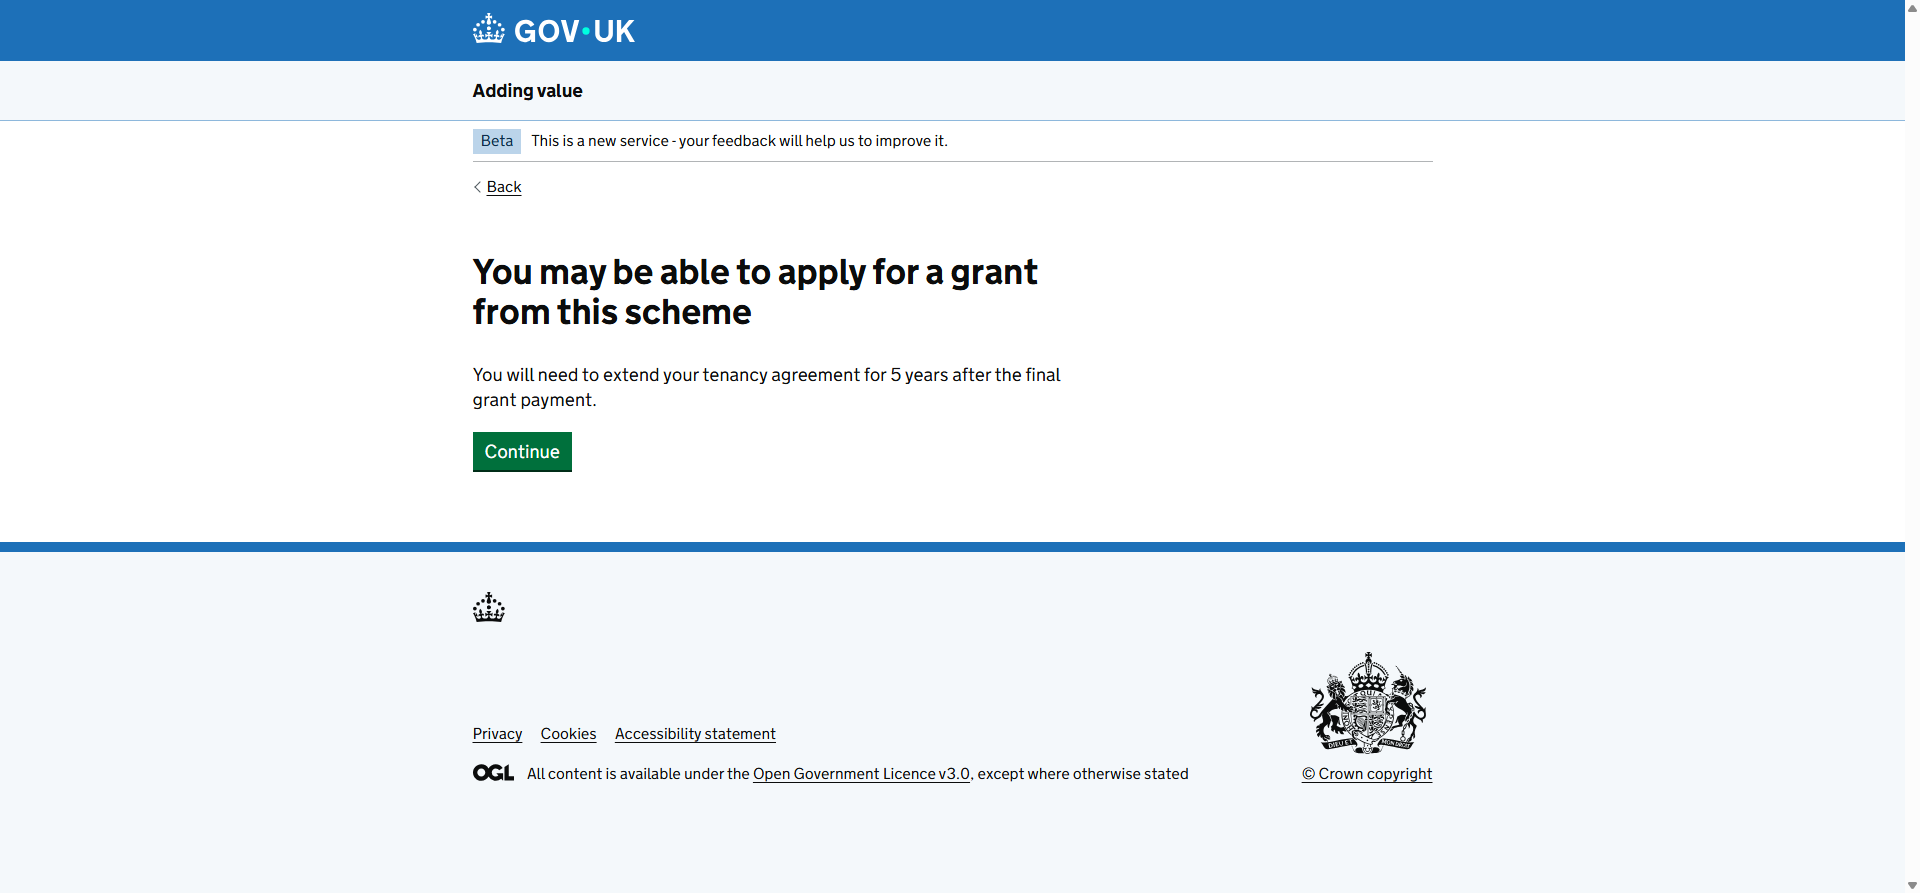 GOV·UK
Adding value
Beta This is a new service - your feedback will help us to improve it.
Back
You may be able to apply for a grant
from this scheme
You will need to extend your tenancy agreement for 5 years after the final
grant payment.
Continue
Privacy Cookies Accessibility statement
OGL All content is available under the Open Government Licence v3.0, except where otherwise stated
© Crown copyright